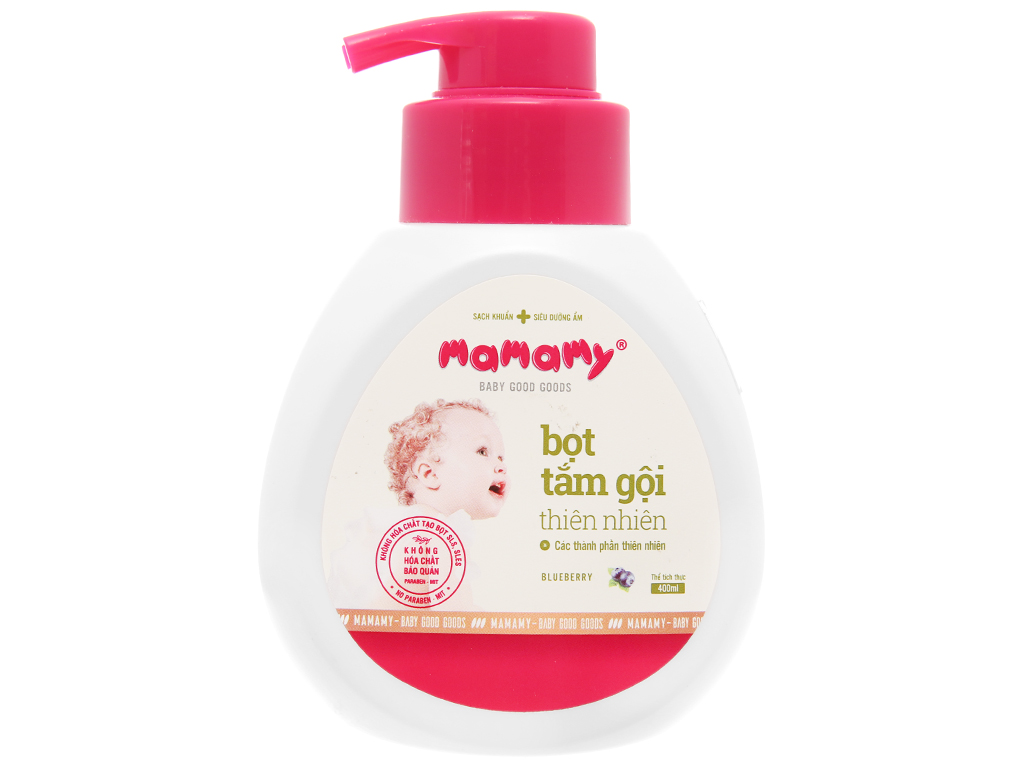 SẠCH KHUẨN + SIÊU DƯỠNG ẨM
MAMAMY®
BABY GOOD GOODS
bọt
tắm gội
thiên nhiên
Các thành phần thiên nhiên
BLUEBERRY
Thể tích thực
400ml
KHÔNG HÓA CHẤT TẠO BỌT SLS, SLES
KHÔNG
HÓA CHẤT
BẢO QUẢN
PARABEN - MIT
• NO PARABEN - MIT •
MAMAMY - BABY GOOD GOODS MAMAMY - BABY GOOD GOODS MAMAMY - BABY GO